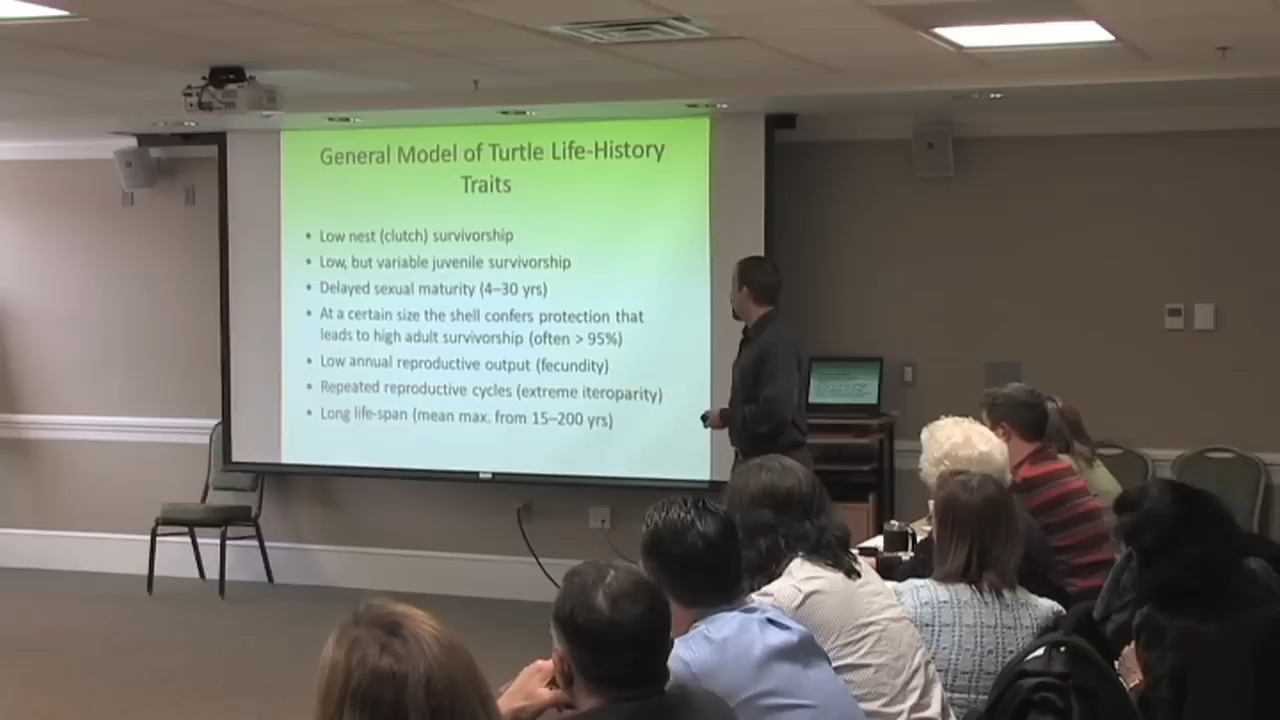 General Model of Turtle Life-History
Traits
• Low nest (clutch) survivorship
• Low, but variable juvenile survivorship
• Delayed sexual maturity (4–30 yrs)
• At a certain size the shell confers protection that
leads to high adult survivorship (often > 95%)
• Low annual reproductive output (fecundity)
• Repeated reproductive cycles (extreme iteroparity)
• Long life-span (mean max. from 15–200 yrs)